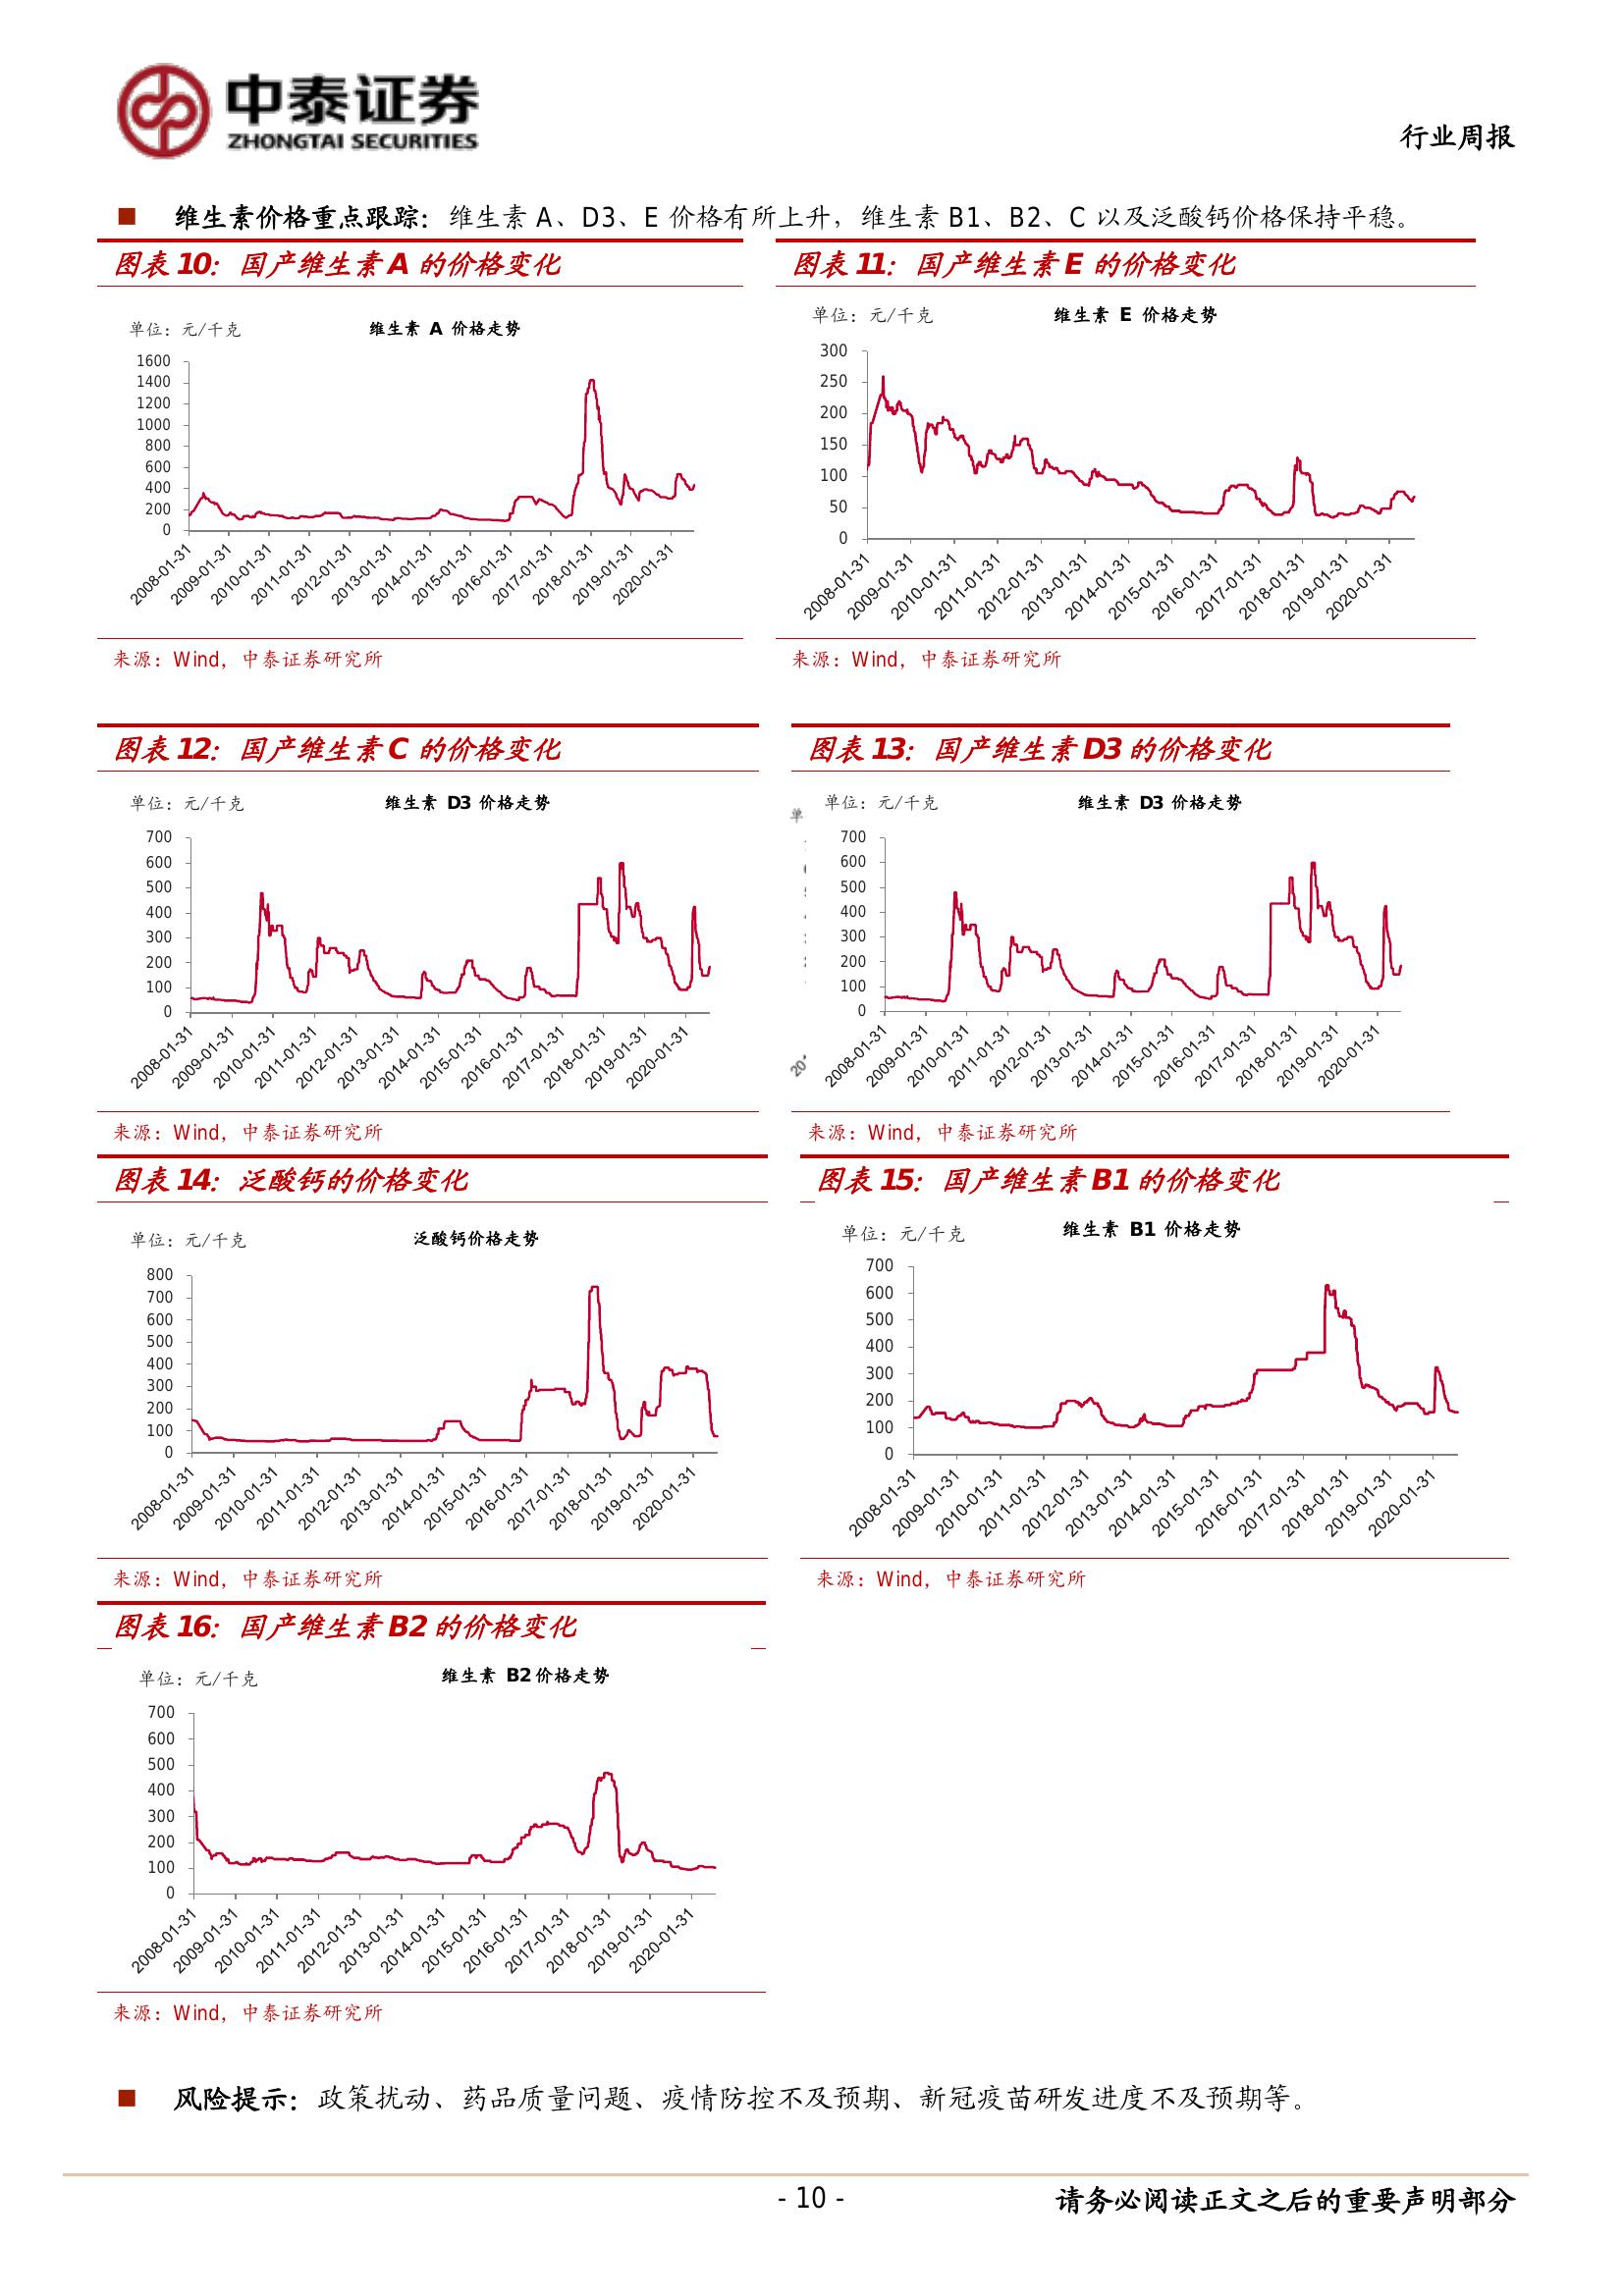 中泰证券
ZHONGTAI SECURITIES
行业周报
■ 维生素价格重点跟踪：维生素 A、D3、E 价格有所上升，维生素 B1、B2、C 以及泛酸钙价格保持平稳。
图表 10：国产维生素 A 的价格变化
单位：元/千克
维生素 A 价格走势
1600
1400
1200
1000
800
600
400
200
0
2008-01-31 2009-01-31 2010-01-31 2011-01-31 2012-01-31 2013-01-31 2014-01-31 2015-01-31 2016-01-31 2017-01-31 2018-01-31 2019-01-31 2020-01-31
来源：Wind，中泰证券研究所
图表 11：国产维生素 E 的价格变化
单位：元/千克
维生素 E 价格走势
300
250
200
150
100
50
0
2008-01-31 2009-01-31 2010-01-31 2011-01-31 2012-01-31 2013-01-31 2014-01-31 2015-01-31 2016-01-31 2017-01-31 2018-01-31 2019-01-31 2020-01-31
来源：Wind，中泰证券研究所
图表 12：国产维生素 C 的价格变化
单位：元/千克
维生素 D3 价格走势
700
600
500
400
300
200
100
0
2008-01-31 2009-01-31 2010-01-31 2011-01-31 2012-01-31 2013-01-31 2014-01-31 2015-01-31 2016-01-31 2017-01-31 2018-01-31 2019-01-31 2020-01-31
来源：Wind，中泰证券研究所
图表 13：国产维生素 D3 的价格变化
单
单位：元/千克
维生素 D3 价格走势
700
600
500
400
300
200
100
0
2008-01-31 2009-01-31 2010-01-31 2011-01-31 2012-01-31 2013-01-31 2014-01-31 2015-01-31 2016-01-31 2017-01-31 2018-01-31 2019-01-31 2020-01-31
来源：Wind，中泰证券研究所
图表 14：泛酸钙的价格变化
单位：元/千克
泛酸钙价格走势
800
700
600
500
400
300
200
100
0
2008-01-31 2009-01-31 2010-01-31 2011-01-31 2012-01-31 2013-01-31 2014-01-31 2015-01-31 2016-01-31 2017-01-31 2018-01-31 2019-01-31 2020-01-31
来源：Wind，中泰证券研究所
图表 15：国产维生素 B1 的价格变化
单位：元/千克
维生素 B1 价格走势
700
600
500
400
300
200
100
0
2008-01-31 2009-01-31 2010-01-31 2011-01-31 2012-01-31 2013-01-31 2014-01-31 2015-01-31 2016-01-31 2017-01-31 2018-01-31 2019-01-31 2020-01-31
来源：Wind，中泰证券研究所
图表 16：国产维生素 B2 的价格变化
单位：元/千克
维生素 B2价格走势
700
600
500
400
300
200
100
0
2008-01-31 2009-01-31 2010-01-31 2011-01-31 2012-01-31 2013-01-31 2014-01-31 2015-01-31 2016-01-31 2017-01-31 2018-01-31 2019-01-31 2020-01-31
来源：Wind，中泰证券研究所
■ 风险提示：政策扰动、药品质量问题、疫情防控不及预期、新冠疫苗研发进度不及预期等。
- 10 -
请务必阅读正文之后的重要声明部分